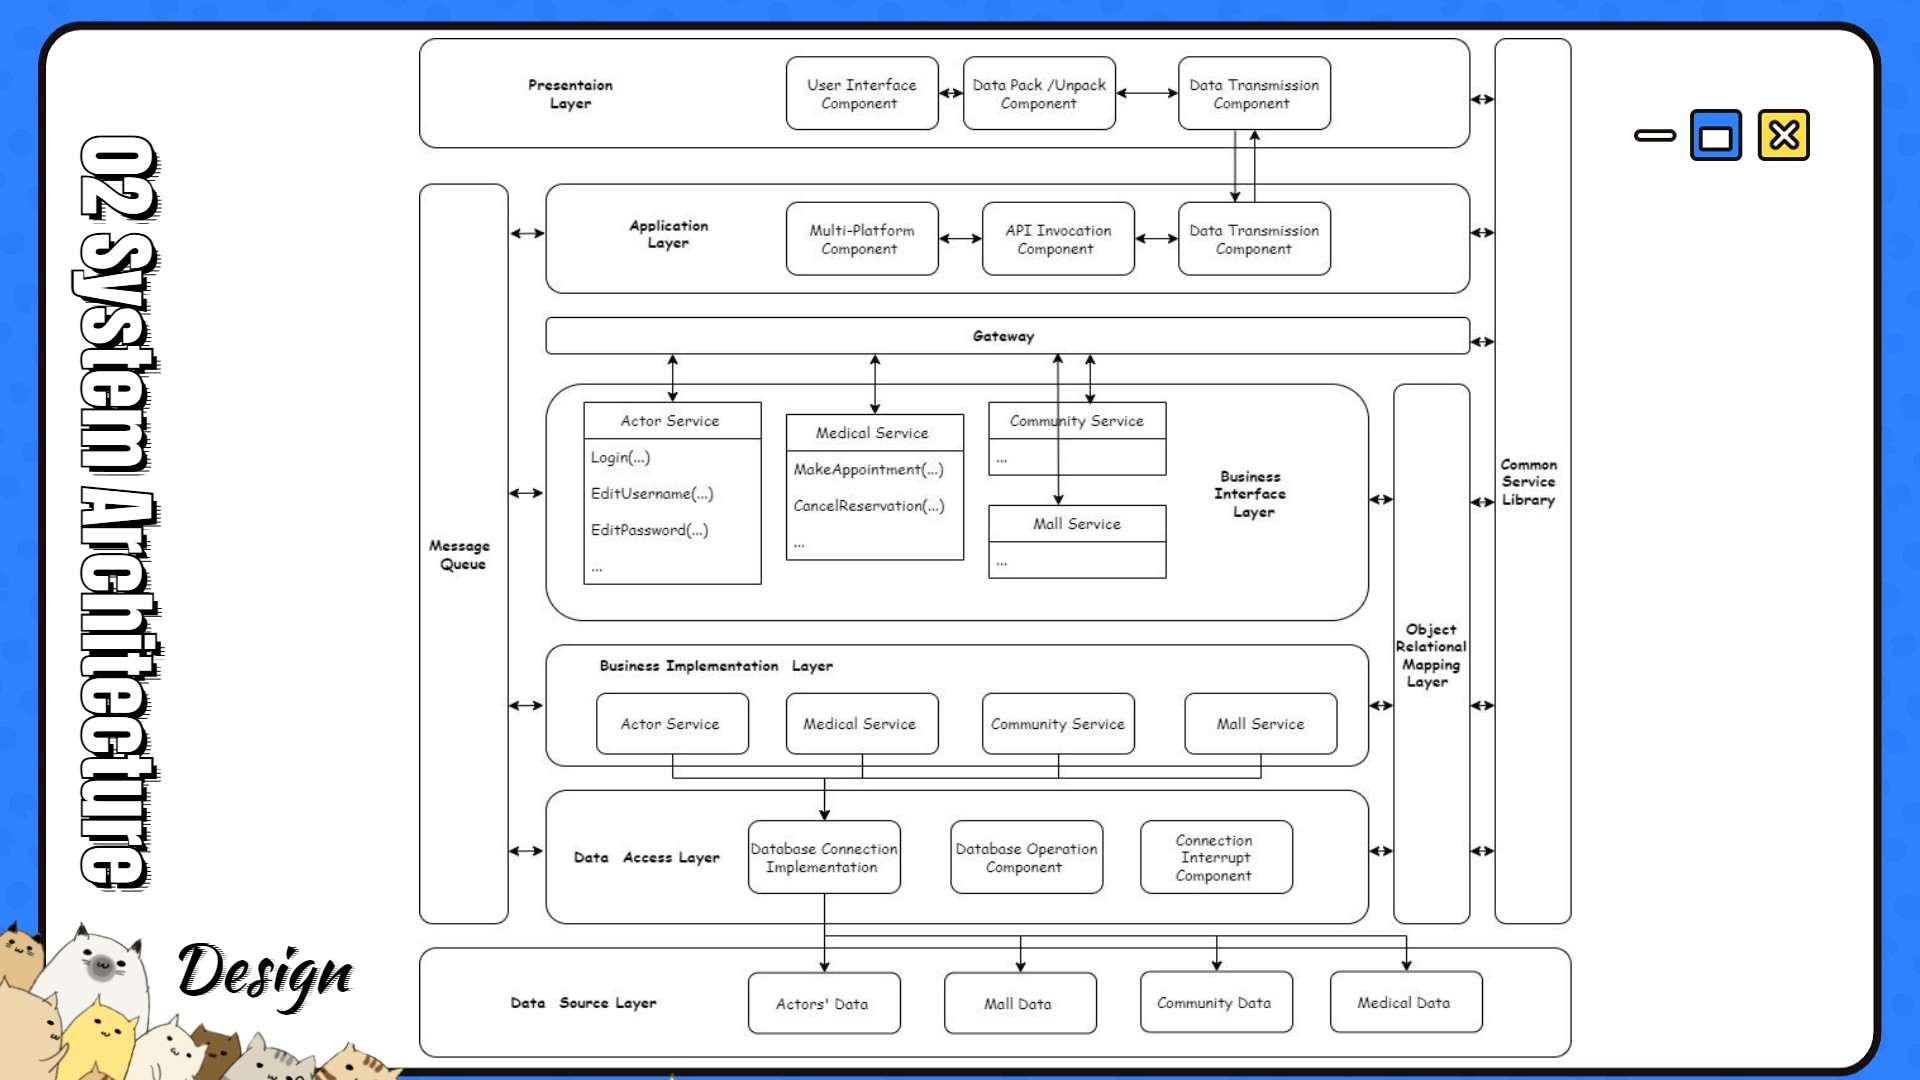 02 System Architecture
Design
Presentaion
Layer
User Interface
Component
Data Pack /Unpack
Component
Data Transmission
Component
Application
Layer
Multi-Platform
Component
API Invocation
Component
Data Transmission
Component
Gateway
Message
Queue
Actor Service
Login(...)
EditUsername(...)
EditPassword(...)
...
Medical Service
MakeAppointment(...)
CancelReservation(...)
...
Community Service
...
Mall Service
...
Business
Interface
Layer
Object
Relational
Mapping
Layer
Common
Service
Library
Business Implementation Layer
Actor Service
Medical Service
Community Service
Mall Service
Data Access Layer
Database Connection
Implementation
Database Operation
Component
Connection
Interrupt
Component
Data Source Layer
Actors' Data
Mall Data
Community Data
Medical Data